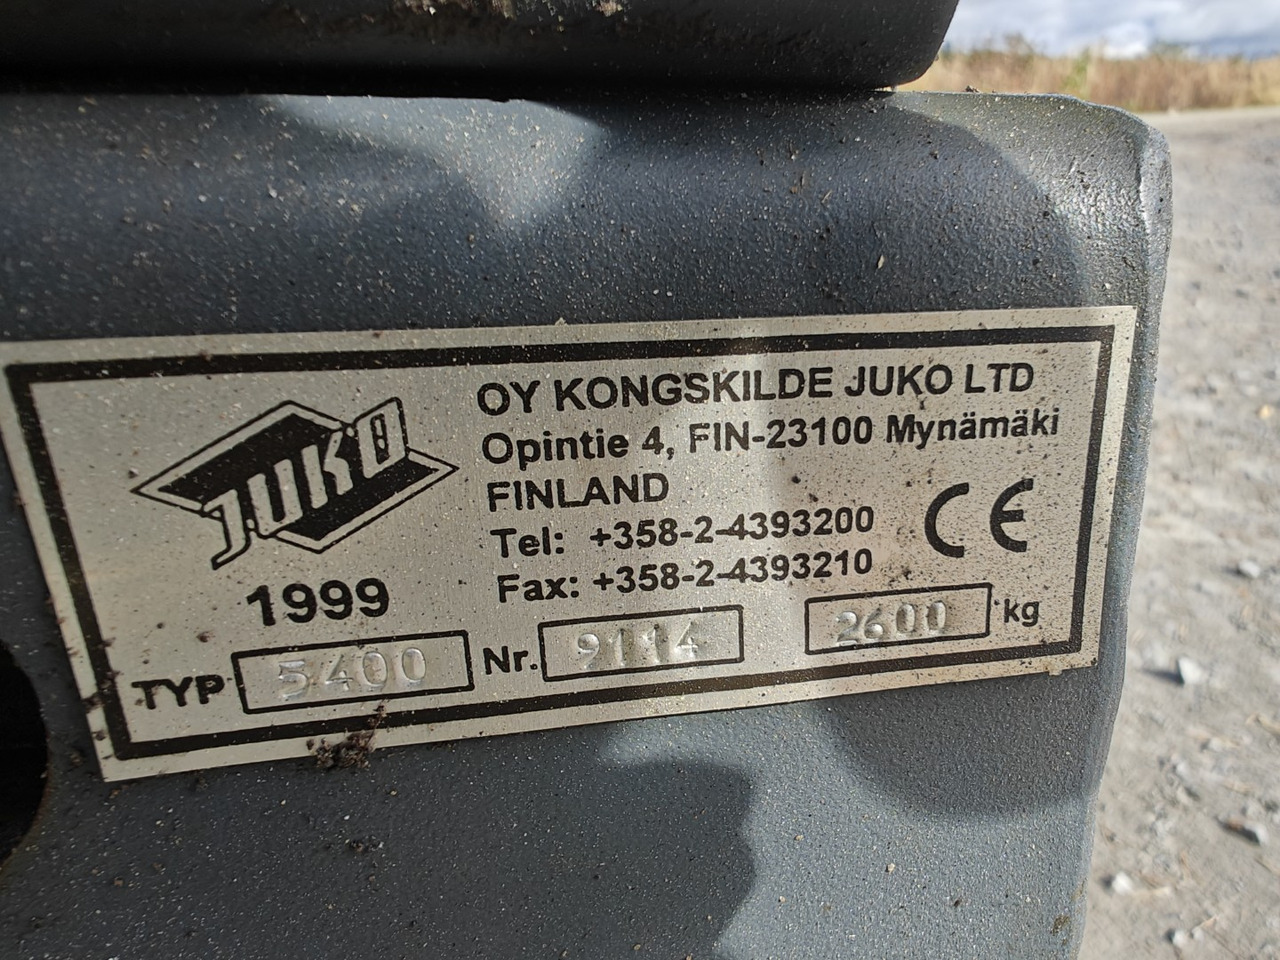 JUKO
1999
OY KONGSKILDE JUKO LTD
Opintie 4, FIN-23100 Mynämäki
FINLAND
Tel: +358-2-4393200
Fax: +358-2-4393210
CE
TYP 5400 Nr. 9114 2600 kg